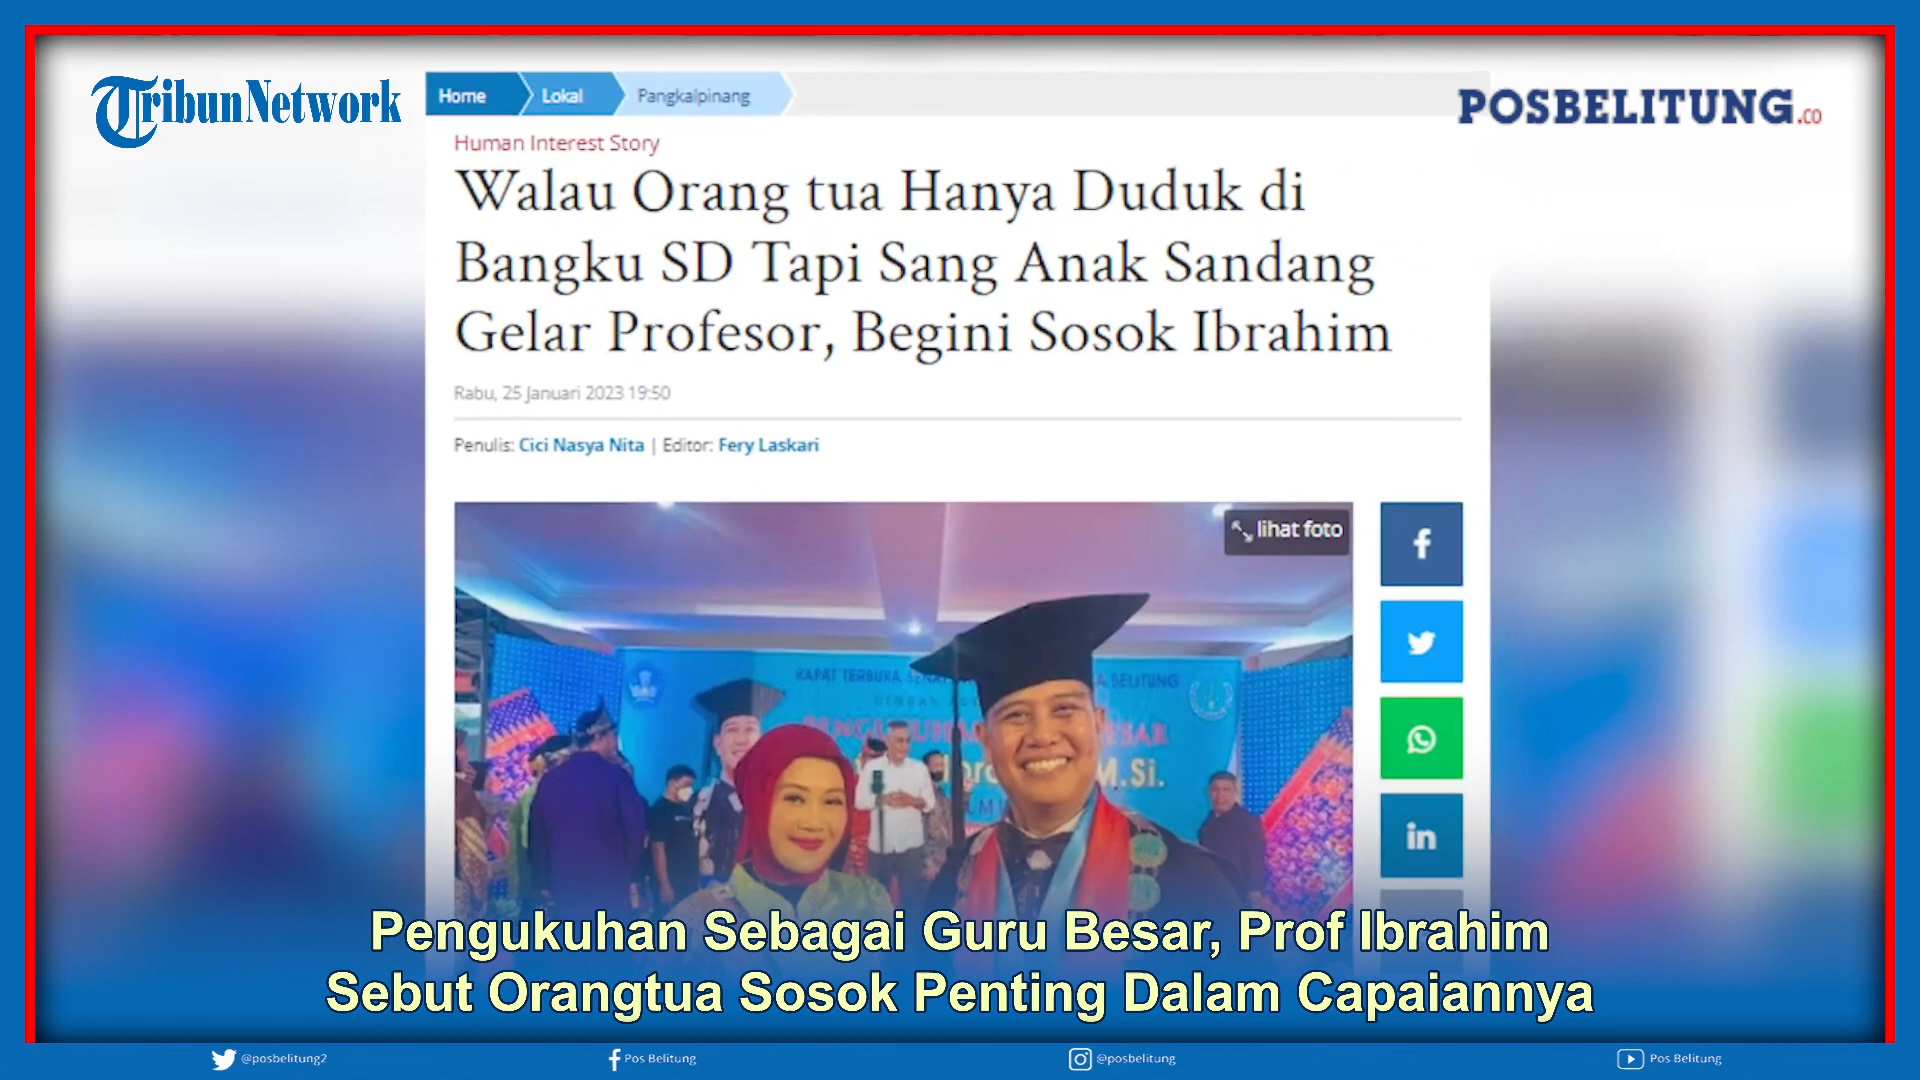 TribunNetwork
Home
Lokal
Pangkalpinang
POSBELITUNG.CO
Human Interest Story
Walau Orang tua Hanya Duduk di
Bangku SD Tapi Sang Anak Sandang
Gelar Profesor, Begini Sosok Ibrahim
Rabu, 25 Januari 2023 19:50
Penulis: Cici Nasya Nita | Editor: Fery Laskari
lihat foto
RAPAT TERBUKA
BELITUNG
M.Si.
Pengukuhan Sebagai Guru Besar, Prof Ibrahim
Sebut Orangtua Sosok Penting Dalam Capaiannya
@posbelitung2
Pos Belitung
@posbelitung
Pos Belitung